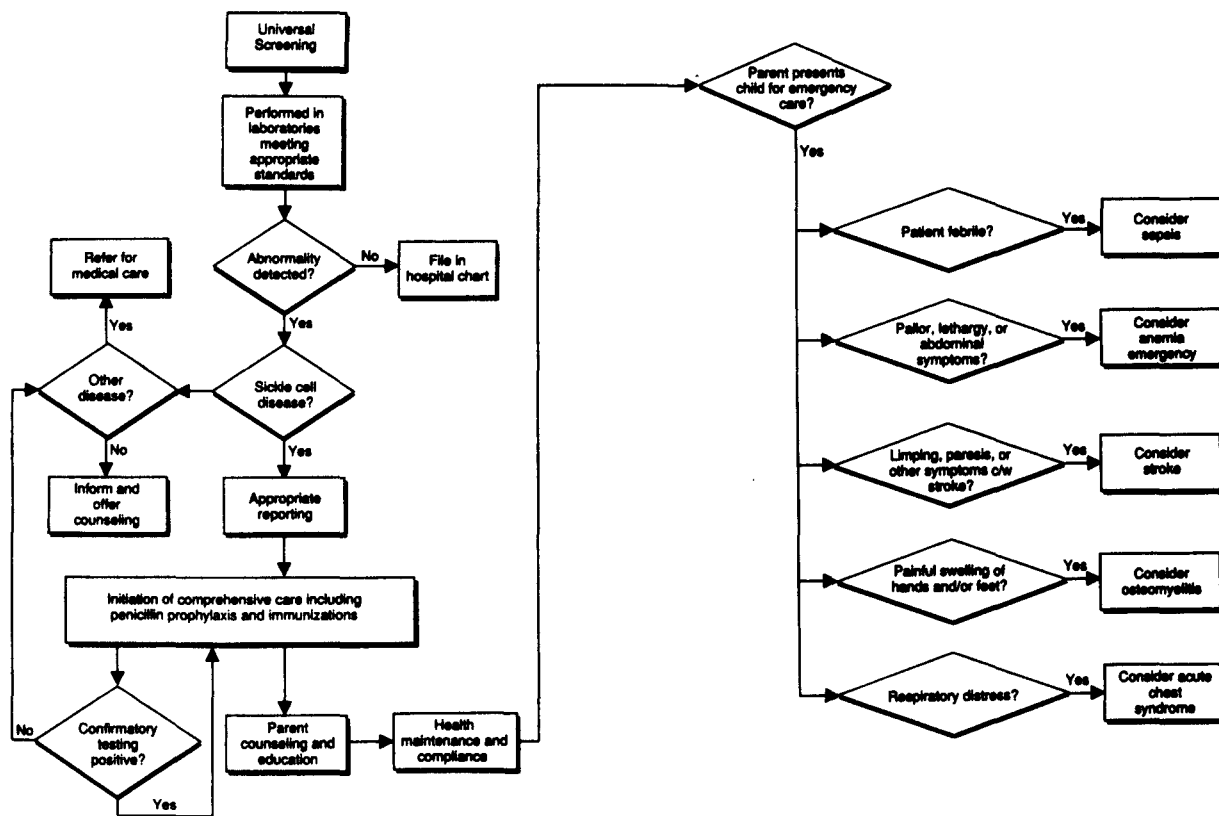 Universal
Screening
Performed in
laboratories
meeting
appropriate
standards
Abnormality
detected?
No
File in
hospital chart
Yes
Refer for
medical care
Yes
Other
disease?
No
Inform and
offer
counseling
Sickle cell
disease?
Yes
Appropriate
reporting
Initiation of comprehensive care including
penicillin prophylaxis and immunizations
No
Confirmatory
testing
positive?
Yes
Parent
counseling and
education
Health
maintenance and
compliance
Parent presents
child for emergency
care?
Yes
Patient febrile?
Yes
Consider
sepsis
Pallor, lethargy, or
abdominal
symptoms?
Yes
Consider
anemia
emergency
Limping, paresis, or
other symptoms c/w
stroke?
Yes
Consider
stroke
Painful swelling of
hands and/or feet?
Yes
Consider
osteomyelitis
Respiratory distress?
Yes
Consider acute
chest
syndrome